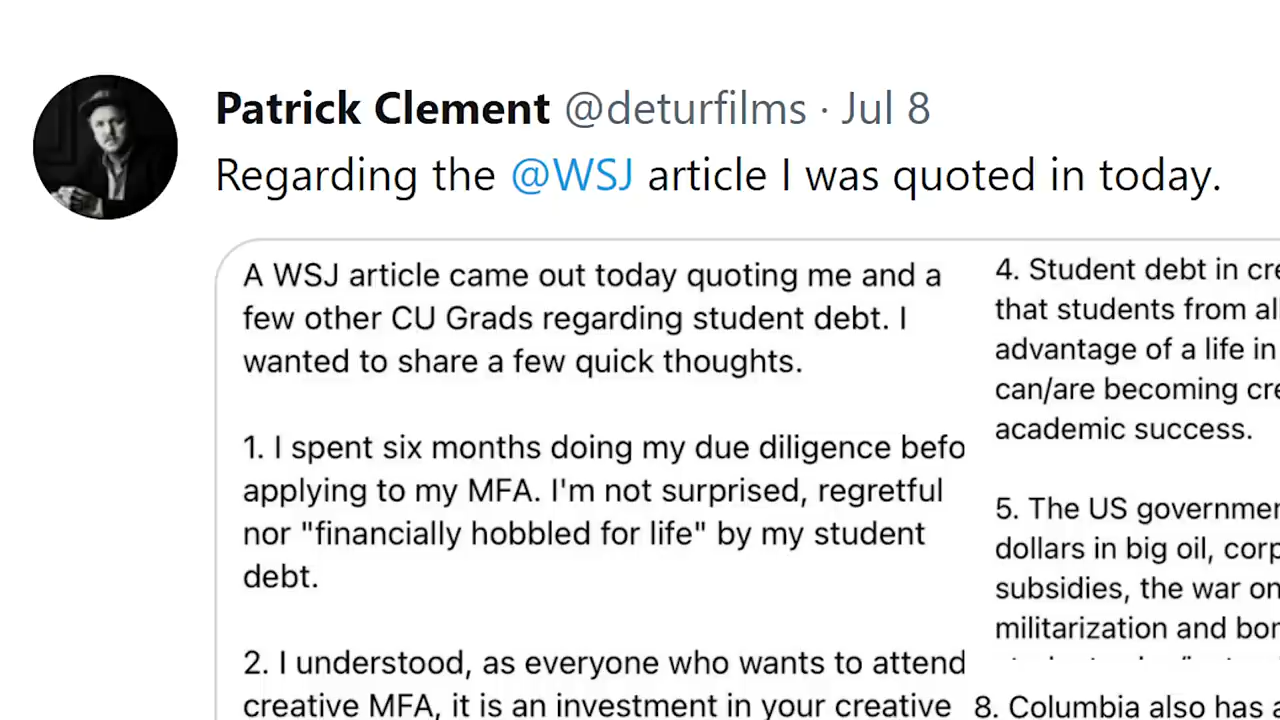 Patrick Clement @deturfilms · Jul 8
Regarding the @WSJ article I was quoted in today.
A WSJ article came out today quoting me and a
few other CU Grads regarding student debt. I
wanted to share a few quick thoughts.
1. I spent six months doing my due diligence befo
applying to my MFA. I'm not surprised, regretful
nor "financially hobbled for life" by my student
debt.
2. I understood, as everyone who wants to attend
creative MFA, it is an investment in your creative
4. Student debt in cre
that students from al
advantage of a life in
can/are becoming cre
academic success.
5. The US governmen
dollars in big oil, corp
subsidies, the war on
militarization and bon
8. Columbia also has a